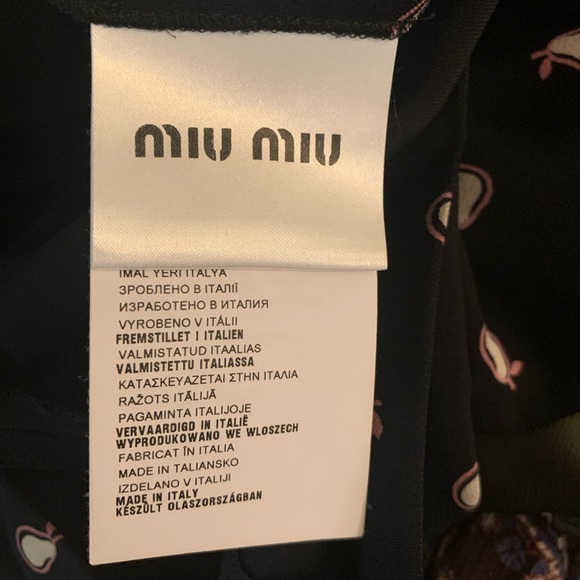 miu miu
IMAL YERI ITALYA
ЗРОБЛЕНО В ІТАЛІЇ
ИЗРАБОТЕНО В ИТАЛИЯ
VYROBENO V ITÁLII
FREMSTILLET I ITALIEN
VALMISTATUD ITAALIAS
VALMISTETTU ITALIASSA
ΚΑΤΑΣΚΕΥΑΖΕΤΑΙ ΣΤΗΝ ΙΤΑΛΙΑ
RAŽOTS ITĀLIJĀ
PAGAMINTA ITALIJOJE
VERVAARDIGD IN ITALIË
WYPRODUKOWANO WE WLOSZECH
FABRICAT ÎN ITALIA
MADE IN TALIANSKO
IZDELANO V ITALIJI
MADE IN ITALY
KÉSZÜLT OLASZORSZÁGBAN